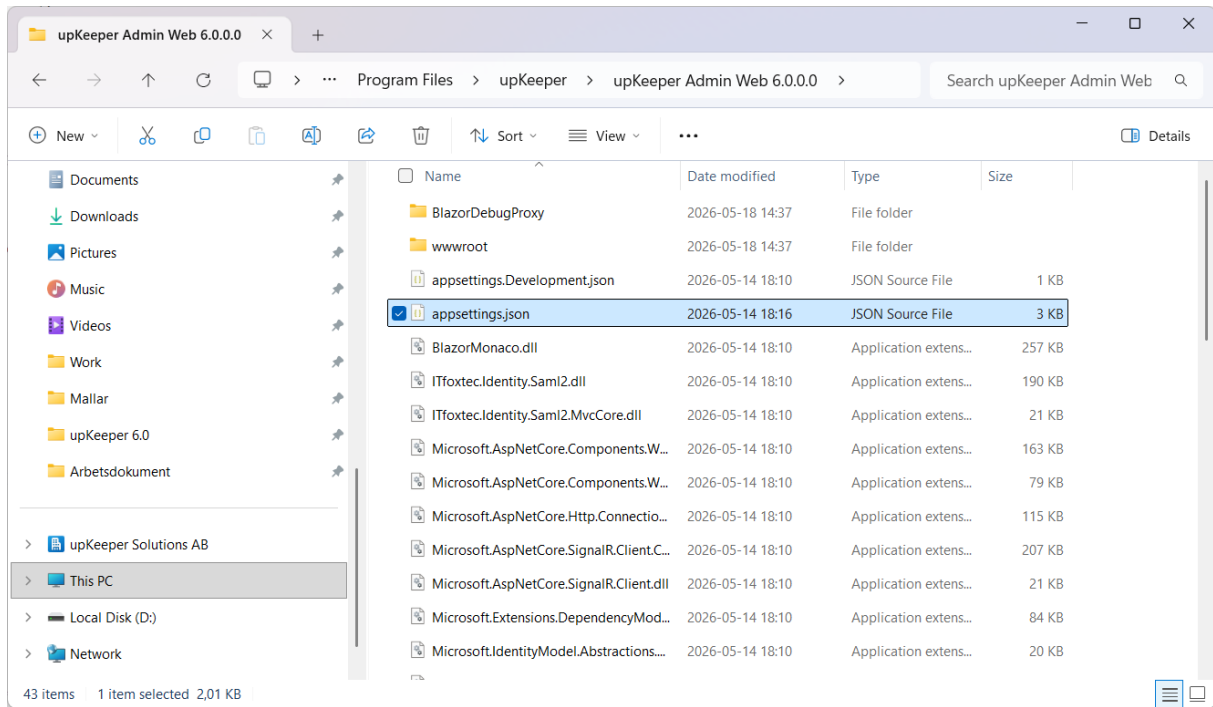 upKeeper Admin Web 6.0.0.0
Program Files > upKeeper > upKeeper Admin Web 6.0.0.0 >
Search upKeeper Admin Web
New
Sort
View
Details
Documents
Downloads
Pictures
Music
Videos
Work
Mallar
upKeeper 6.0
Arbetsdokument
upKeeper Solutions AB
This PC
Local Disk (D:)
Network
Name Date modified Type Size
BlazorDebugProxy 2026-05-18 14:37 File folder
wwwroot 2026-05-18 14:37 File folder
appsettings.Development.json 2026-05-14 18:10 JSON Source File 1 KB
appsettings.json 2026-05-14 18:16 JSON Source File 3 KB
BlazorMonaco.dll 2026-05-14 18:10 Application extens... 257 KB
ITfoxtec.Identity.Saml2.dll 2026-05-14 18:10 Application extens... 190 KB
ITfoxtec.Identity.Saml2.MvcCore.dll 2026-05-14 18:10 Application extens... 21 KB
Microsoft.AspNetCore.Components.W... 2026-05-14 18:10 Application extens... 163 KB
Microsoft.AspNetCore.Components.W... 2026-05-14 18:10 Application extens... 79 KB
Microsoft.AspNetCore.Http.Connectio... 2026-05-14 18:10 Application extens... 115 KB
Microsoft.AspNetCore.SignalR.Client.C... 2026-05-14 18:10 Application extens... 207 KB
Microsoft.AspNetCore.SignalR.Client.dll 2026-05-14 18:10 Application extens... 21 KB
Microsoft.Extensions.DependencyMod... 2026-05-14 18:10 Application extens... 84 KB
Microsoft.IdentityModel.Abstractions.... 2026-05-14 18:10 Application extens... 20 KB
43 items 1 item selected 2,01 KB